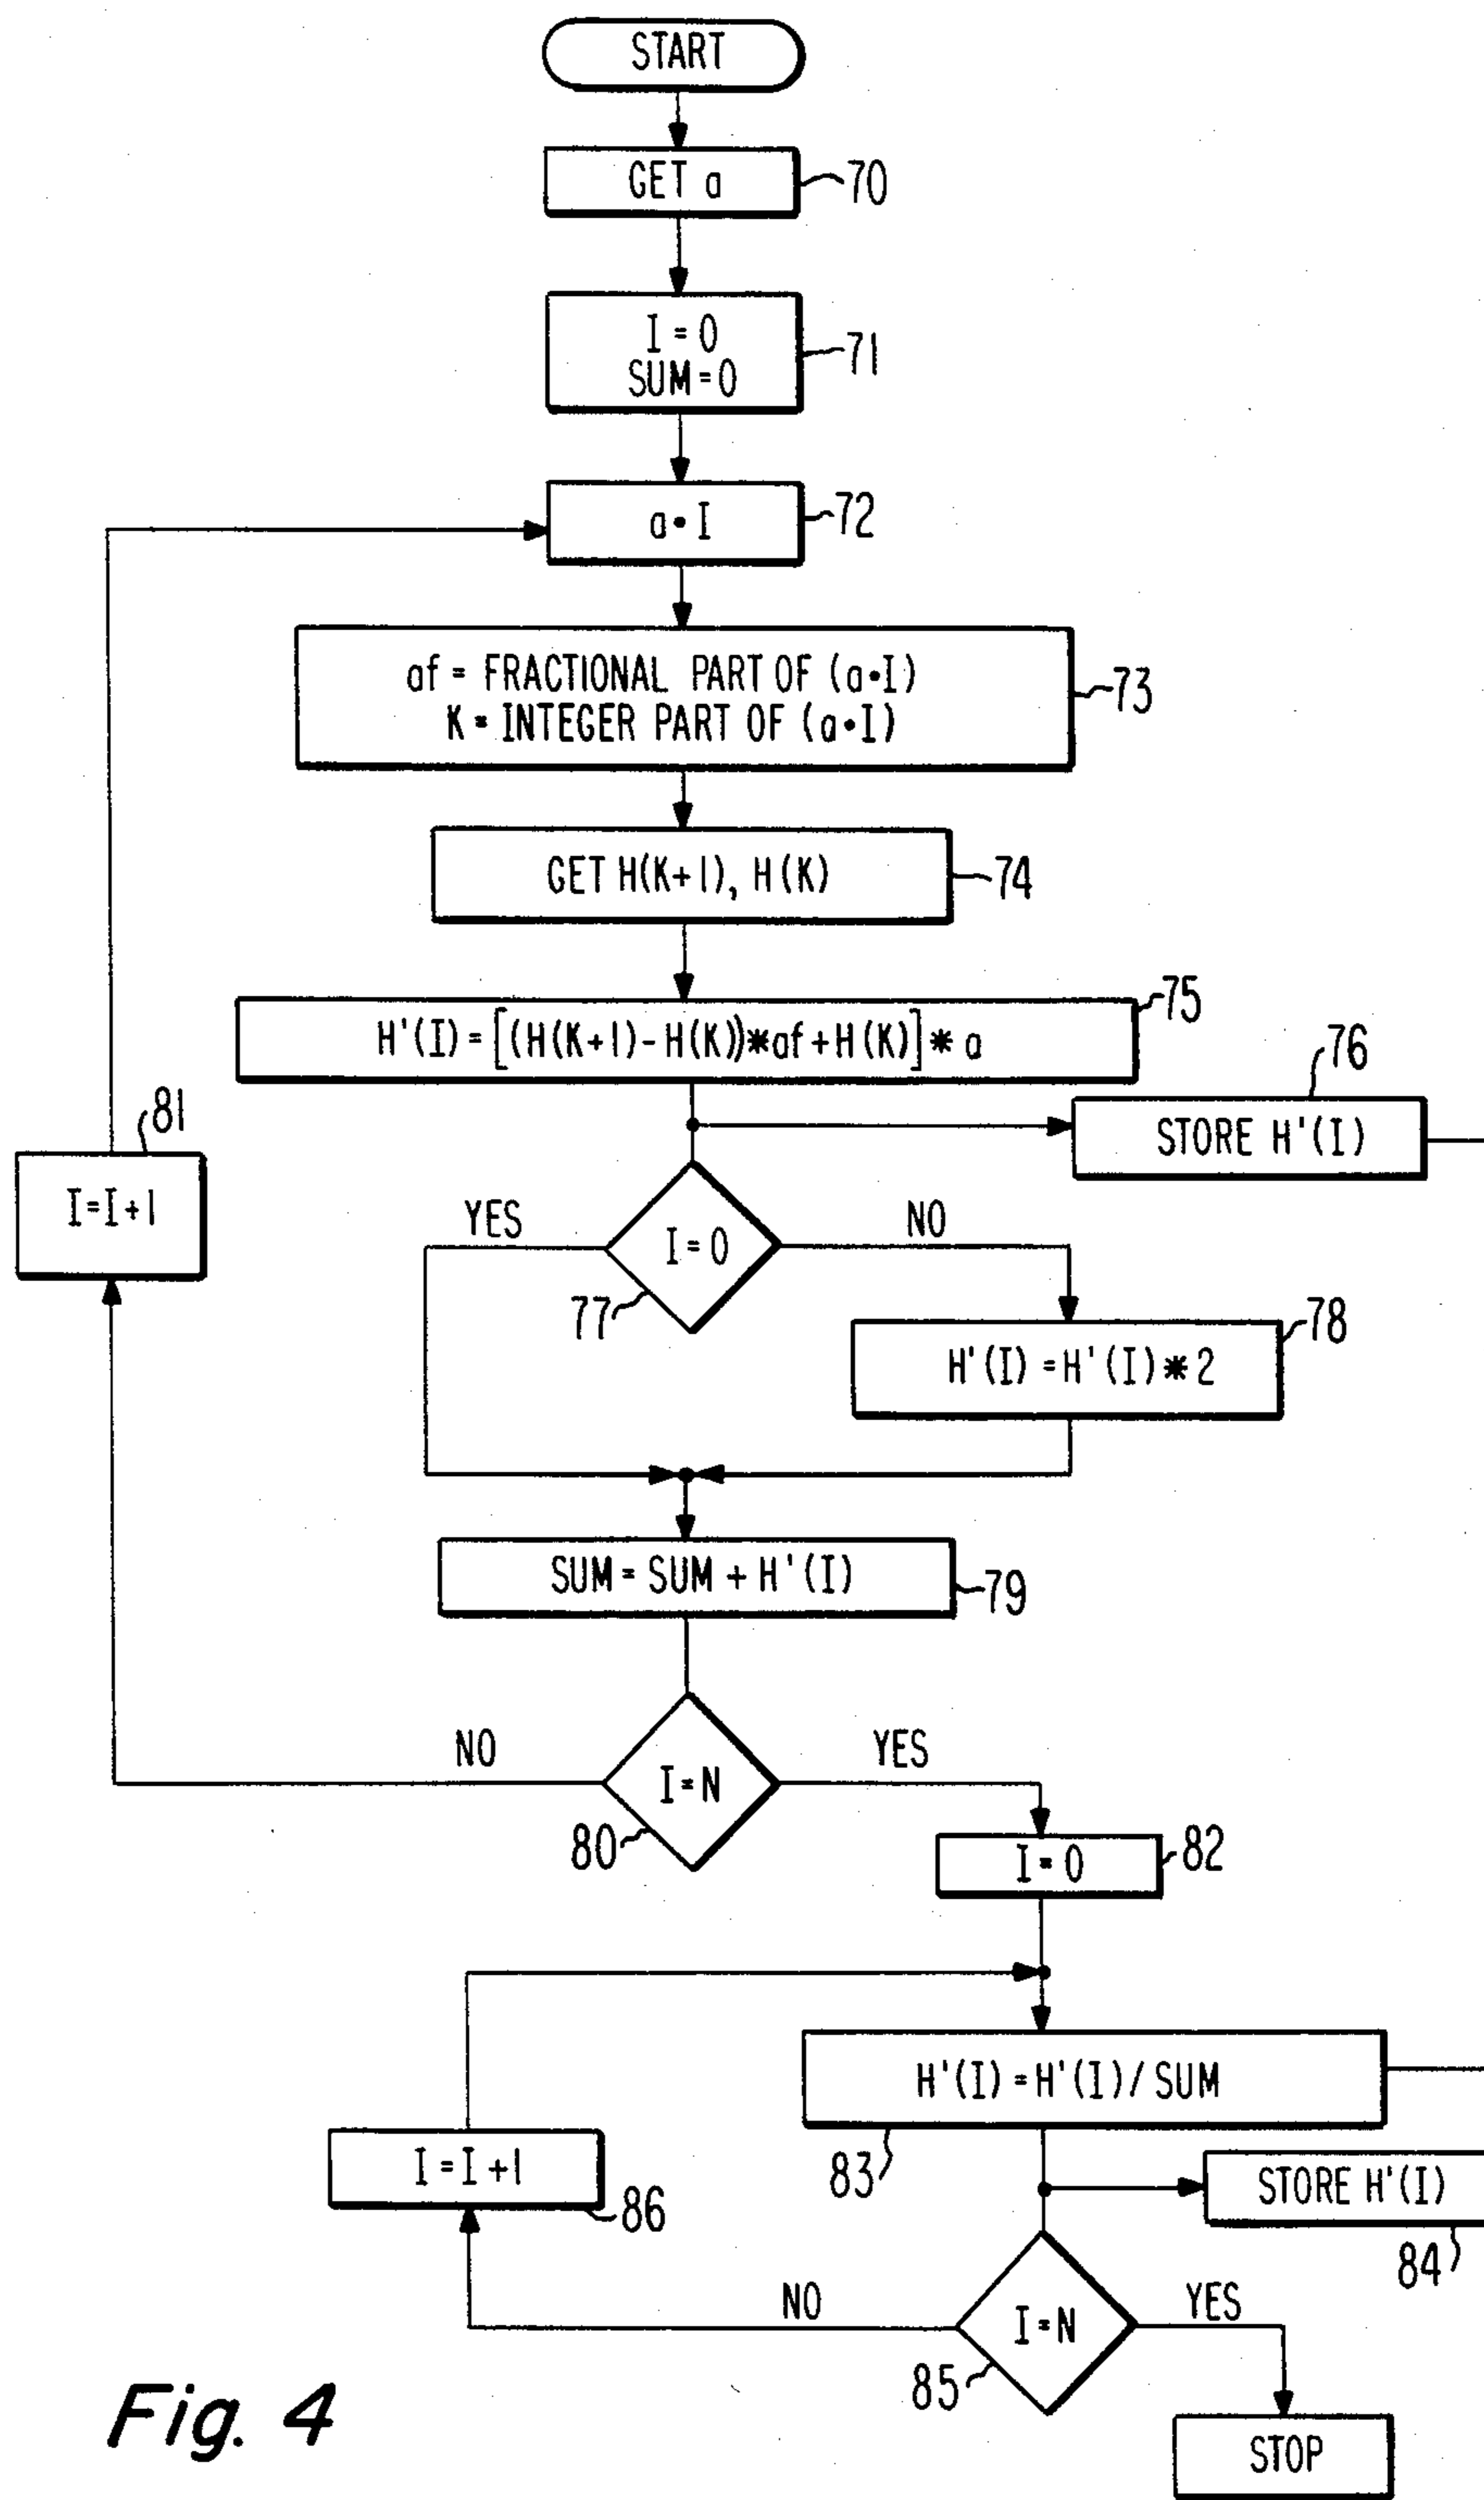 START
GET a
70
I = 0
SUM = 0
71
a • I
72
af = FRACTIONAL PART OF (a•I)
K = INTEGER PART OF (a•I)
73
GET H(K+1), H(K)
74
75
H'(I) = [(H(K+1)-H(K))*af+H(K)] * a
76
STORE H'(I)
81
I=I+1
YES
I=0
NO
77
78
H'(I) = H'(I) * 2
SUM = SUM + H'(I)
79
NO
I=N
YES
80
I=0
82
H'(I) = H'(I) / SUM
83
I=I+1
86
STORE H'(I)
84
NO
I=N
YES
85
STOP
Fig. 4